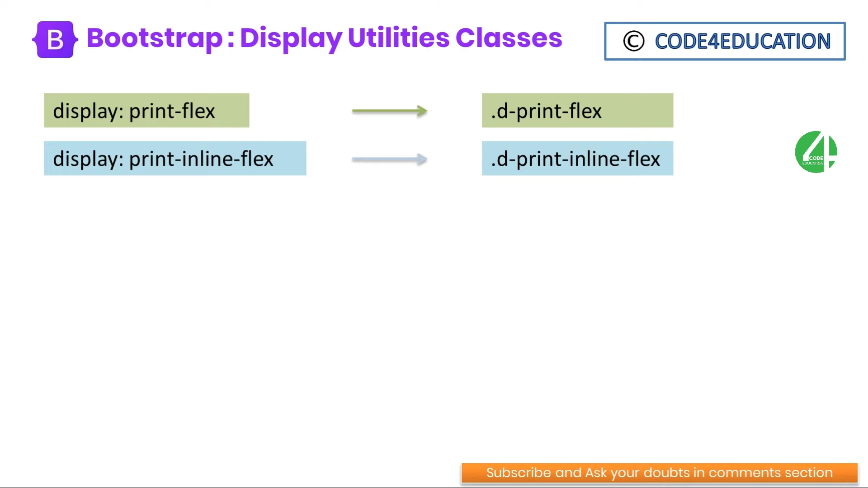 B Bootstrap : Display Utilities Classes
© CODE4EDUCATION
display: print-flex
.d-print-flex
display: print-inline-flex
.d-print-inline-flex
4
CODE
Subscribe and Ask your doubts in comments section